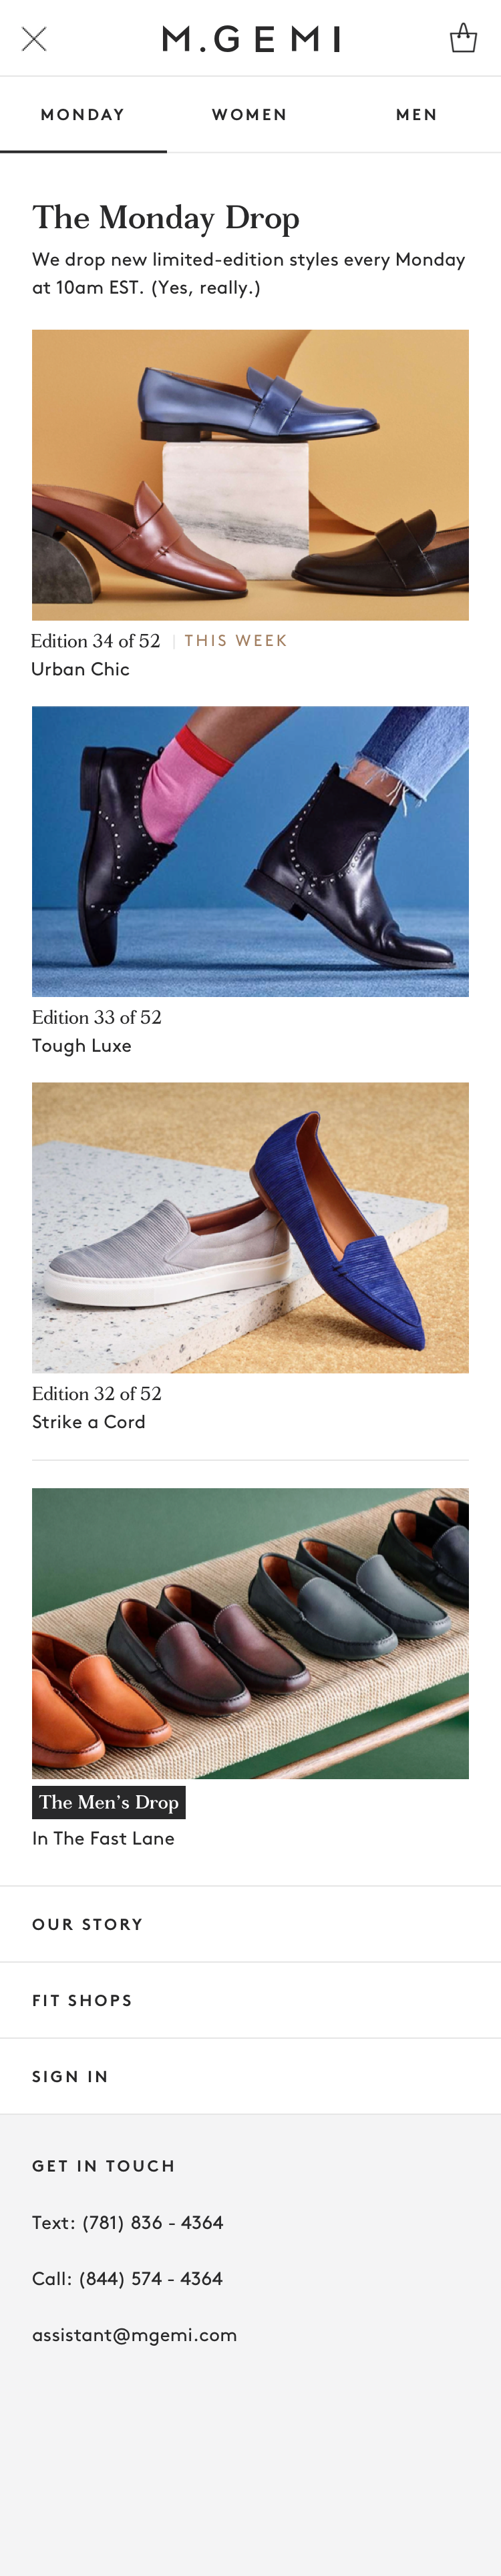 M.GEMI
MONDAY
WOMEN
MEN
The Monday Drop
We drop new limited-edition styles every Monday
at 10am EST. (Yes, really.)
Edition 34 of 52 | THIS WEEK
Urban Chic
Edition 33 of 52
Tough Luxe
Edition 32 of 52
Strike a Cord
The Men's Drop
In The Fast Lane
OUR STORY
FIT SHOPS
SIGN IN
GET IN TOUCH
Text: (781) 836 - 4364
Call: (844) 574 - 4364
assistant@mgemi.com